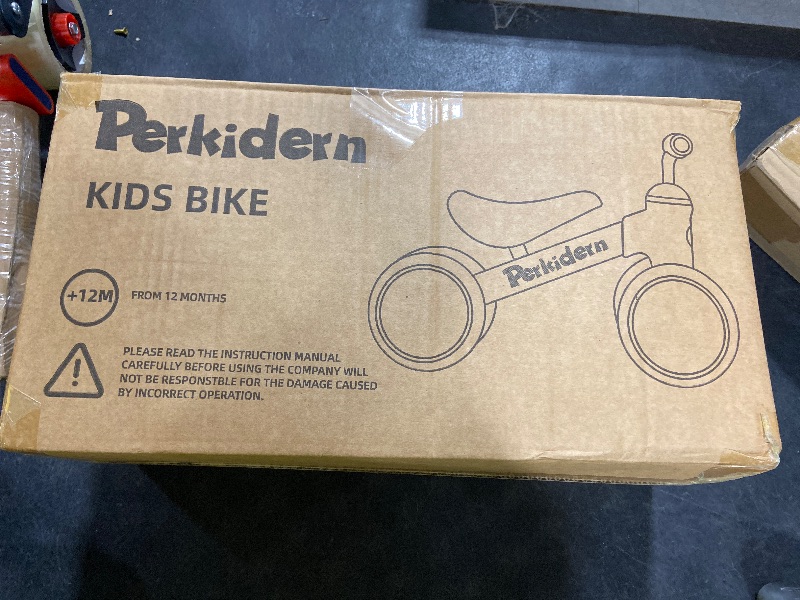 Perkidern
KIDS BIKE
Perkidern
+12M FROM 12 MONTHS
PLEASE READ THE INSTRUCTION MANUAL
CAREFULLY BEFORE USING THE COMPANY WILL
NOT BE RESPONSTBLE FOR THE DAMAGE CAUSED
BY INCORRECT OPERATION.